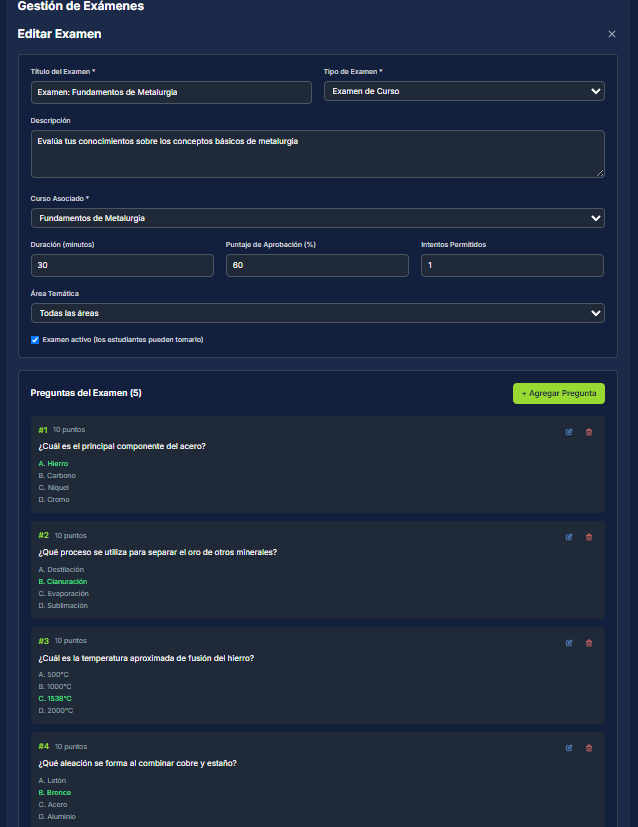 Gestión de Exámenes
Editar Examen
Título del Examen *
Tipo de Examen *
Examen: Fundamentos de Metalurgia
Examen de Curso
Descripción
Evalúa tus conocimientos sobre los conceptos básicos de metalurgia
Curso Asociado *
Fundamentos de Metalurgia
Duración (minutos)
Puntaje de Aprobación (%)
Intentos Permitidos
30
60
1
Área Temática
Todas las áreas
Examen activo (los estudiantes pueden tomarlo)
Preguntas del Examen (5)
+ Agregar Pregunta
#1 10 puntos
¿Cuál es el principal componente del acero?
A. Hierro
B. Carbono
C. Níquel
D. Cromo
#2 10 puntos
¿Qué proceso se utiliza para separar el oro de otros minerales?
A. Destilación
B. Cianuración
C. Evaporación
D. Sublimación
#3 10 puntos
¿Cuál es la temperatura aproximada de fusión del hierro?
A. 500°C
B. 1000°C
C. 1538°C
D. 2000°C
#4 10 puntos
¿Qué aleación se forma al combinar cobre y estaño?
A. Latón
B. Bronce
C. Acero
D. Aluminio